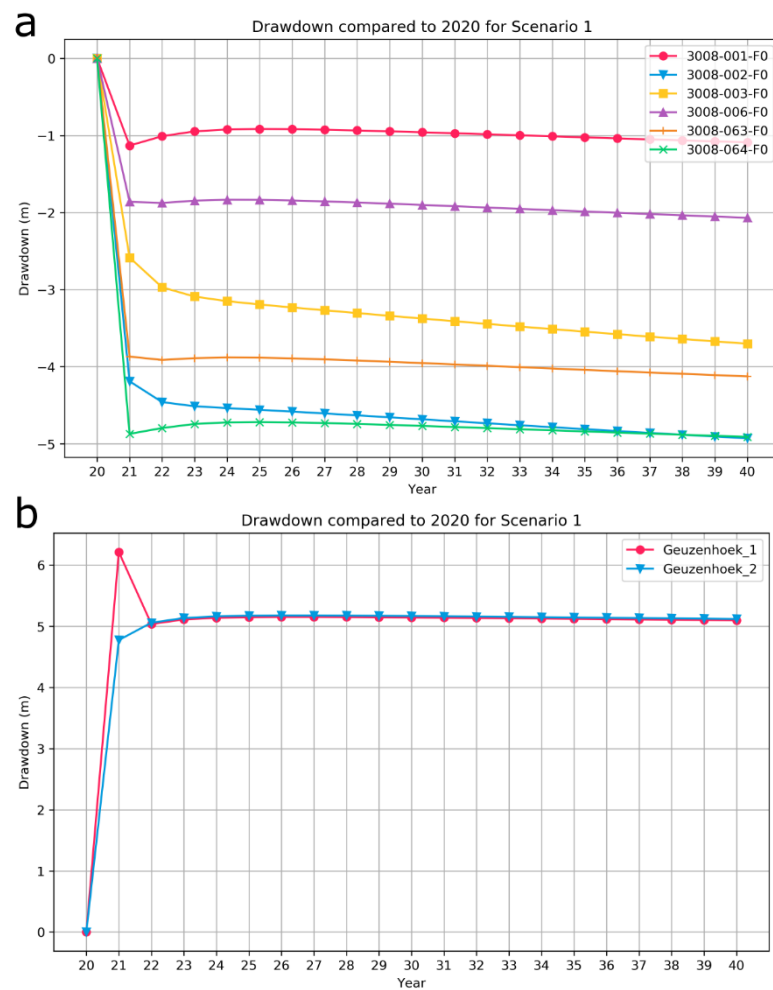 a
Drawdown compared to 2020 for Scenario 1
3008-001-F0
3008-002-F0
3008-003-F0
3008-006-F0
3008-063-F0
3008-064-F0
0
−1
−2
−3
−4
−5
Drawdown (m)
20 21 22 23 24 25 26 27 28 29 30 31 32 33 34 35 36 37 38 39 40
Year
b
Drawdown compared to 2020 for Scenario 1
Geuzenhoek_1
Geuzenhoek_2
6
5
4
3
2
1
0
Drawdown (m)
20 21 22 23 24 25 26 27 28 29 30 31 32 33 34 35 36 37 38 39 40
Year